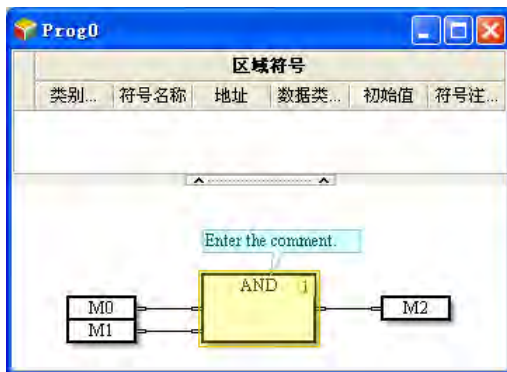 Prog0
区域符号
类别... 符号名称 地址 数据类... 初始值 符号注...
Enter the comment.
AND 1
M0 M2
M1